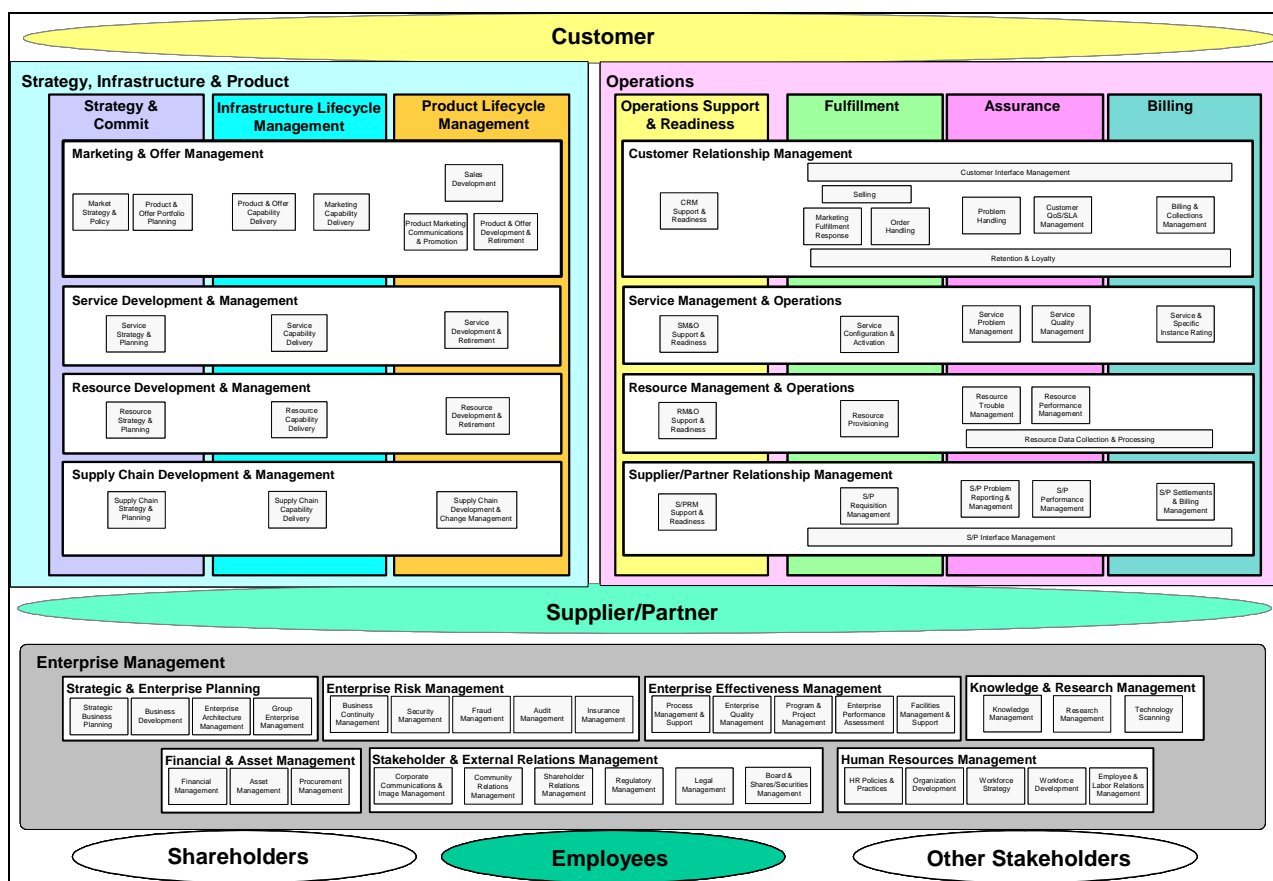 Customer
Strategy, Infrastructure & Product
Strategy &
Commit
Infrastructure Lifecycle
Management
Product Lifecycle
Management
Marketing & Offer Management
Market
Strategy &
Policy
Product &
Offer Portfolio
Planning
Product & Offer
Capability
Delivery
Marketing
Capability
Delivery
Sales
Development
Product Marketing
Communications
& Promotion
Product & Offer
Development &
Retirement
Service Development & Management
Service
Strategy &
Planning
Service
Capability
Delivery
Service
Development &
Retirement
Resource Development & Management
Resource
Strategy &
Planning
Resource
Capability
Delivery
Resource
Development &
Retirement
Supply Chain Development & Management
Supply Chain
Strategy &
Planning
Supply Chain
Capability
Delivery
Supply Chain
Development &
Change Management
Operations
Operations Support
& Readiness
Fulfillment
Assurance
Billing
Customer Relationship Management
Customer Interface Management
Selling
CRM
Support &
Readiness
Marketing
Fulfillment
Response
Order
Handling
Problem
Handling
Customer
QoS/SLA
Management
Billing &
Collections
Management
Retention & Loyalty
Service Management & Operations
SM&O
Support &
Readiness
Service
Configuration &
Activation
Service
Problem
Management
Service
Quality
Management
Service &
Specific
Instance Rating
Resource Management & Operations
RM&O
Support &
Readiness
Resource
Provisioning
Resource
Trouble
Management
Resource
Performance
Management
Resource Data Collection & Processing
Supplier/Partner Relationship Management
S/PRM
Support &
Readiness
S/P
Requisition
Management
S/P Problem
Reporting &
Management
S/P
Performance
Management
S/P Settlements
& Billing
Management
S/P Interface Management
Supplier/Partner
Enterprise Management
Strategic & Enterprise Planning
Strategic
Business
Planning
Business
Development
Enterprise
Architecture
Management
Group
Enterprise
Management
Enterprise Risk Management
Business
Continuity
Management
Security
Management
Fraud
Management
Audit
Management
Insurance
Management
Enterprise Effectiveness Management
Process
Management &
Support
Enterprise
Quality
Management
Program &
Project
Management
Enterprise
Performance
Assessment
Facilities
Management &
Support
Knowledge & Research Management
Knowledge
Management
Research
Management
Technology
Scanning
Financial & Asset Management
Financial
Management
Asset
Management
Procurement
Management
Stakeholder & External Relations Management
Corporate
Communications &
Image Management
Community
Relations
Management
Shareholder
Relations
Management
Regulatory
Management
Legal
Management
Board &
Shares/Securities
Management
Human Resources Management
HR Policies &
Practices
Organization
Development
Workforce
Strategy
Workforce
Development
Employee &
Labor Relations
Management
Shareholders
Employees
Other Stakeholders